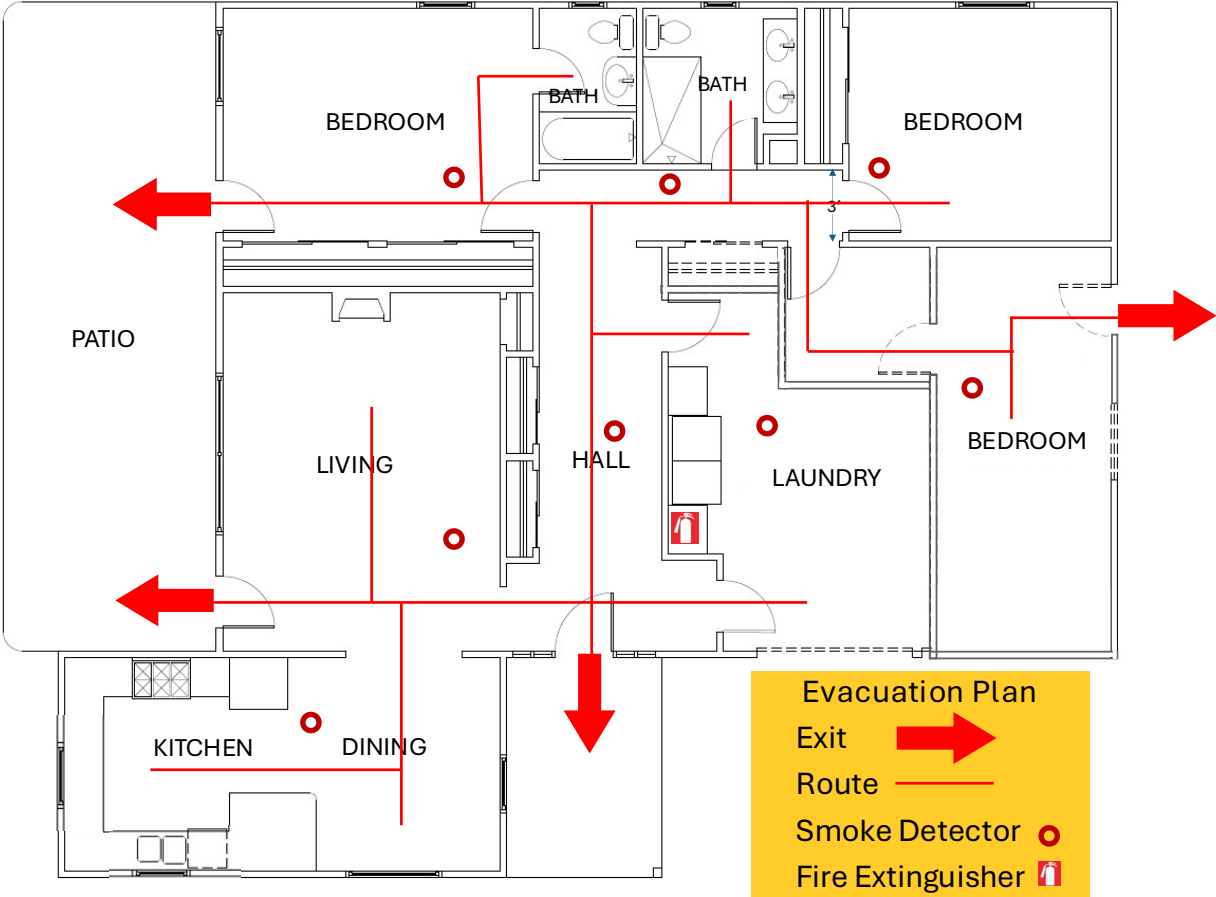 BATH
BATH
BEDROOM
BEDROOM
3'
PATIO
LIVING
HALL
LAUNDRY
BEDROOM
KITCHEN
DINING
Evacuation Plan
Exit
Route
Smoke Detector
Fire Extinguisher